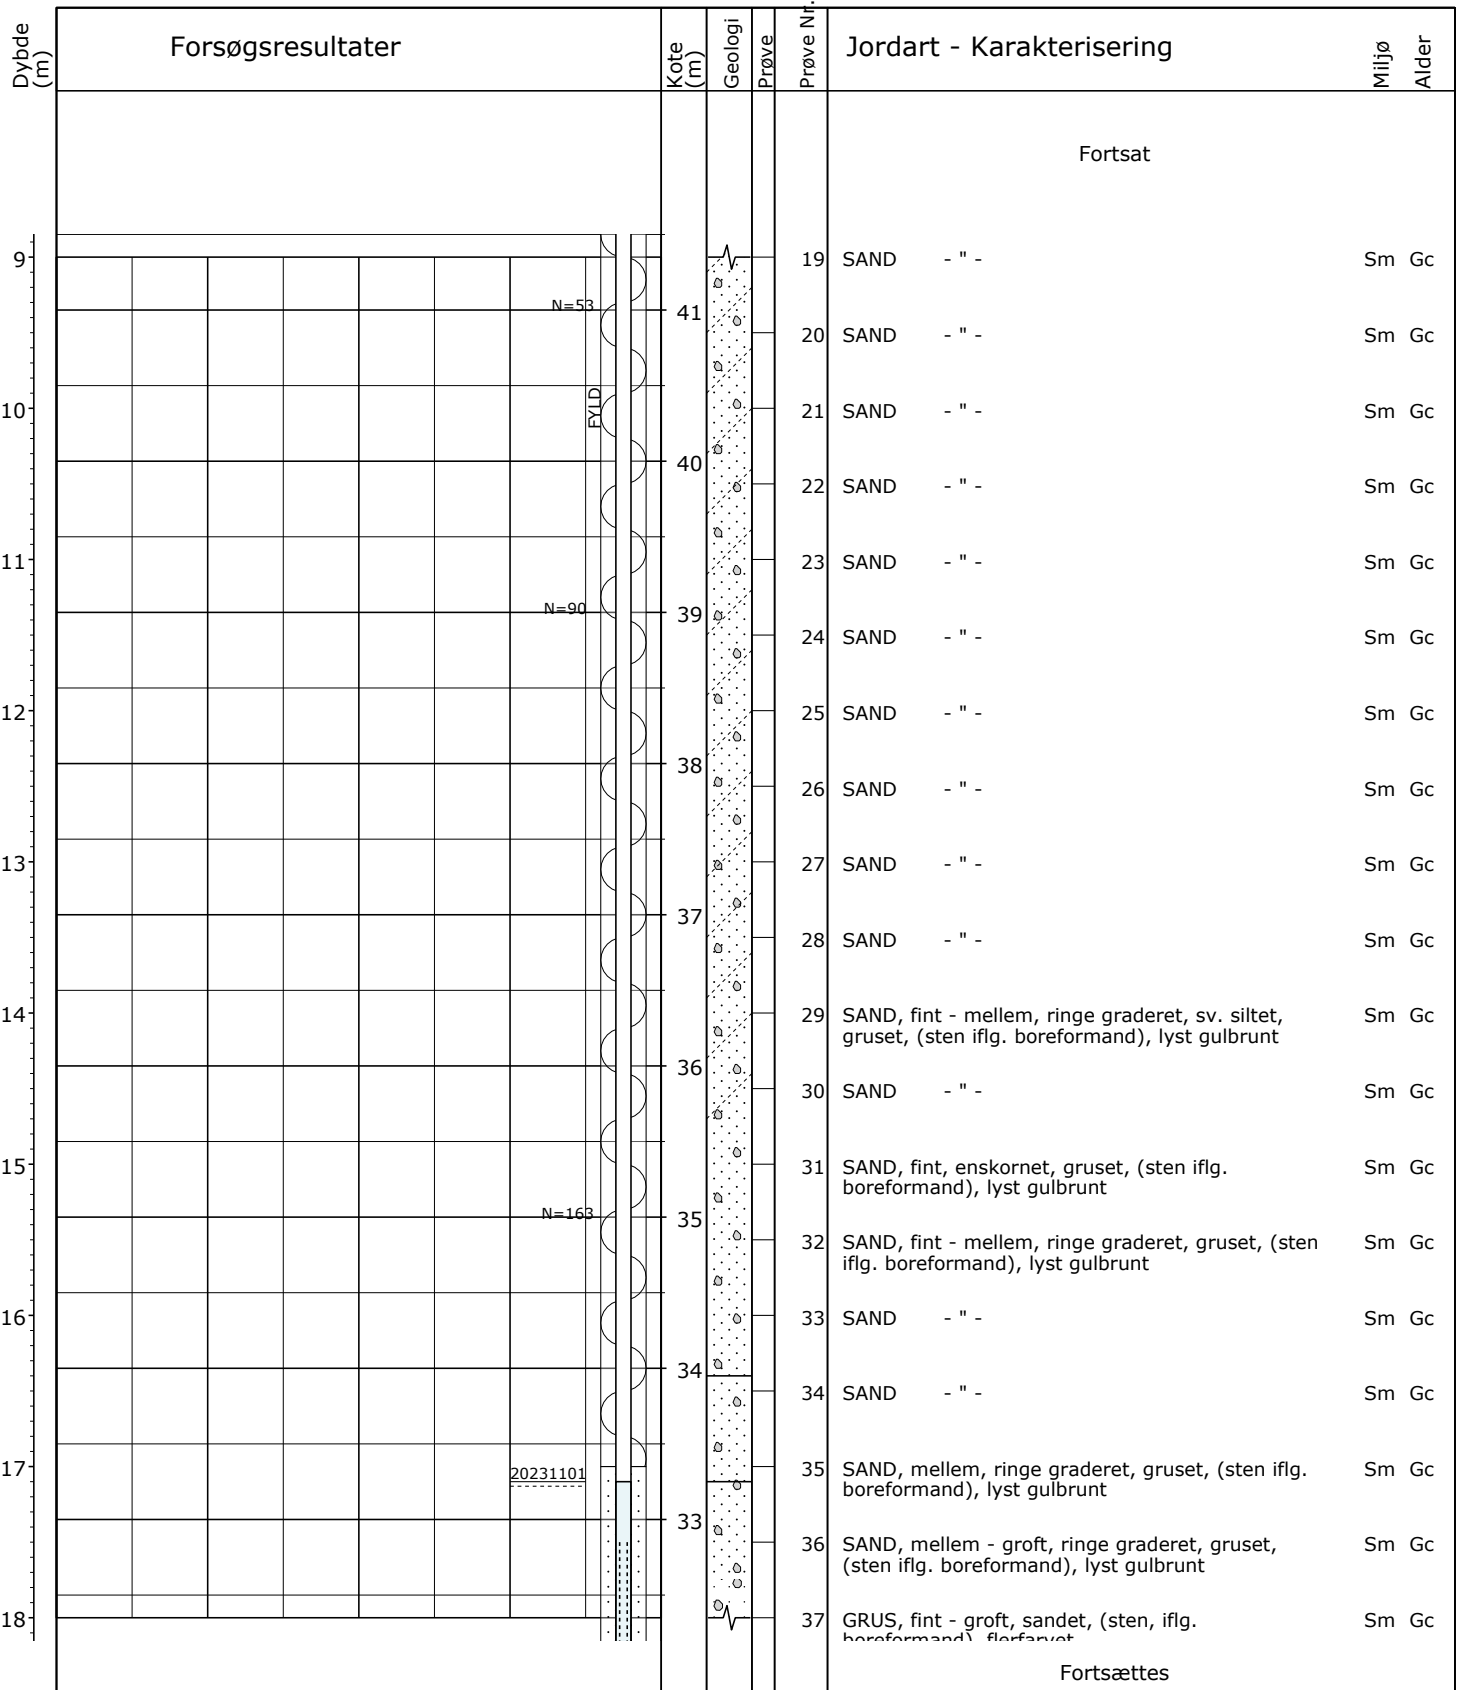 Dybde (m) Forsøgsresultater Kote (m) Geologi Prøve Prøve Nr. Jordart - Karakterisering Miljø Alder
Fortsat
9 19 SAND - " - Sm Gc
N=53 41
20 SAND - " - Sm Gc
FYLD
10 21 SAND - " - Sm Gc
40
22 SAND - " - Sm Gc
11 23 SAND - " - Sm Gc
N=90 39
24 SAND - " - Sm Gc
12 25 SAND - " - Sm Gc
38
26 SAND - " - Sm Gc
13 27 SAND - " - Sm Gc
37
28 SAND - " - Sm Gc
14 29 SAND, fint - mellem, ringe graderet, sv. siltet, Sm Gc
gruset, (sten iflg. boreformand), lyst gulbrunt
36
30 SAND - " - Sm Gc
15 31 SAND, fint, enskornet, gruset, (sten iflg. Sm Gc
boreformand), lyst gulbrunt
N=163 35
32 SAND, fint - mellem, ringe graderet, gruset, (sten Sm Gc
iflg. boreformand), lyst gulbrunt
16 33 SAND - " - Sm Gc
34
34 SAND - " - Sm Gc
17 20231101 35 SAND, mellem, ringe graderet, gruset, (sten iflg. Sm Gc
boreformand), lyst gulbrunt
33
36 SAND, mellem - groft, ringe graderet, gruset, Sm Gc
(sten iflg. boreformand), lyst gulbrunt
18 37 GRUS, fint - groft, sandet, (sten, iflg. Sm Gc
boreformand), flerfarvet
Fortsættes